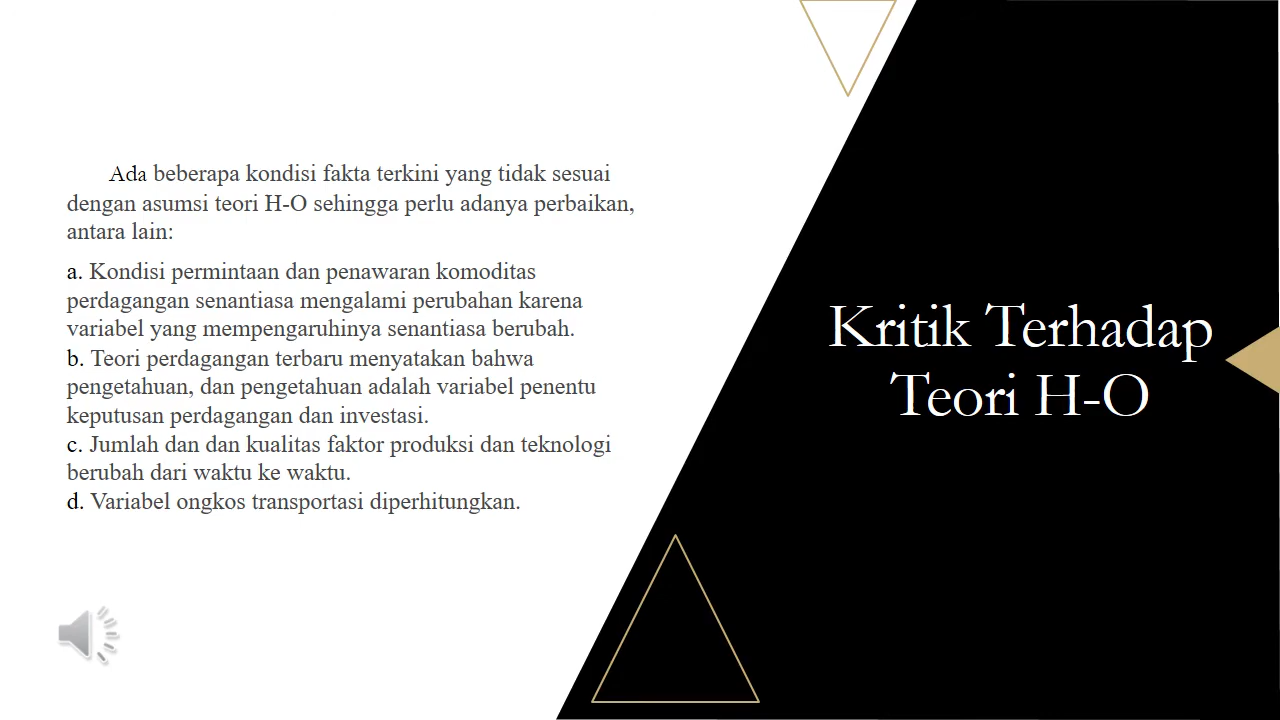 Ada beberapa kondisi fakta terkini yang tidak sesuai
dengan asumsi teori H-O sehingga perlu adanya perbaikan,
antara lain:
a. Kondisi permintaan dan penawaran komoditas
perdagangan senantiasa mengalami perubahan karena
variabel yang mempengaruhinya senantiasa berubah.
b. Teori perdagangan terbaru menyatakan bahwa
pengetahuan, dan pengetahuan adalah variabel penentu
keputusan perdagangan dan investasi.
c. Jumlah dan dan kualitas faktor produksi dan teknologi
berubah dari waktu ke waktu.
d. Variabel ongkos transportasi diperhitungkan.
Kritik Terhadap
Teori H-O